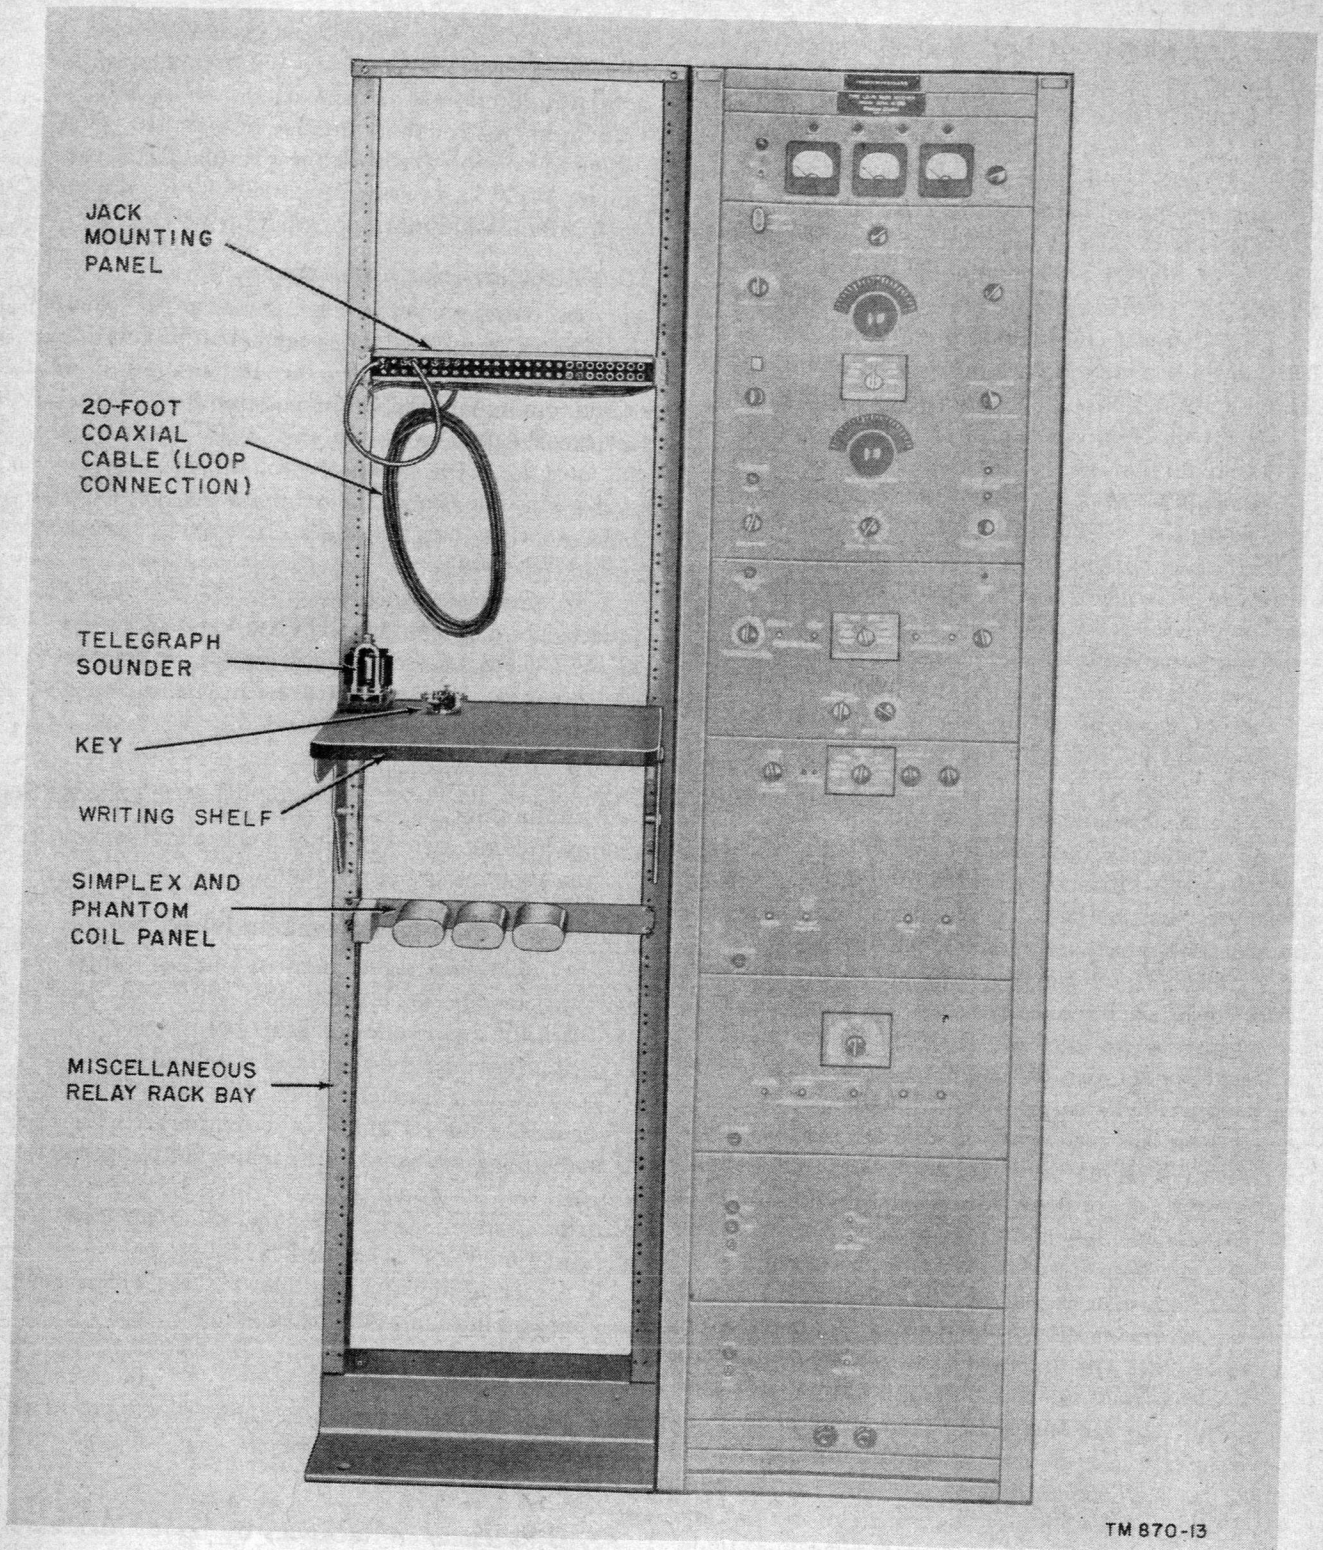 JACK
MOUNTING
PANEL
20-FOOT
COAXIAL
CABLE (LOOP
CONNECTION)
TELEGRAPH
SOUNDER
KEY
WRITING SHELF
SIMPLEX AND
PHANTOM
COIL PANEL
MISCELLANEOUS
RELAY RACK BAY
TM 870-13